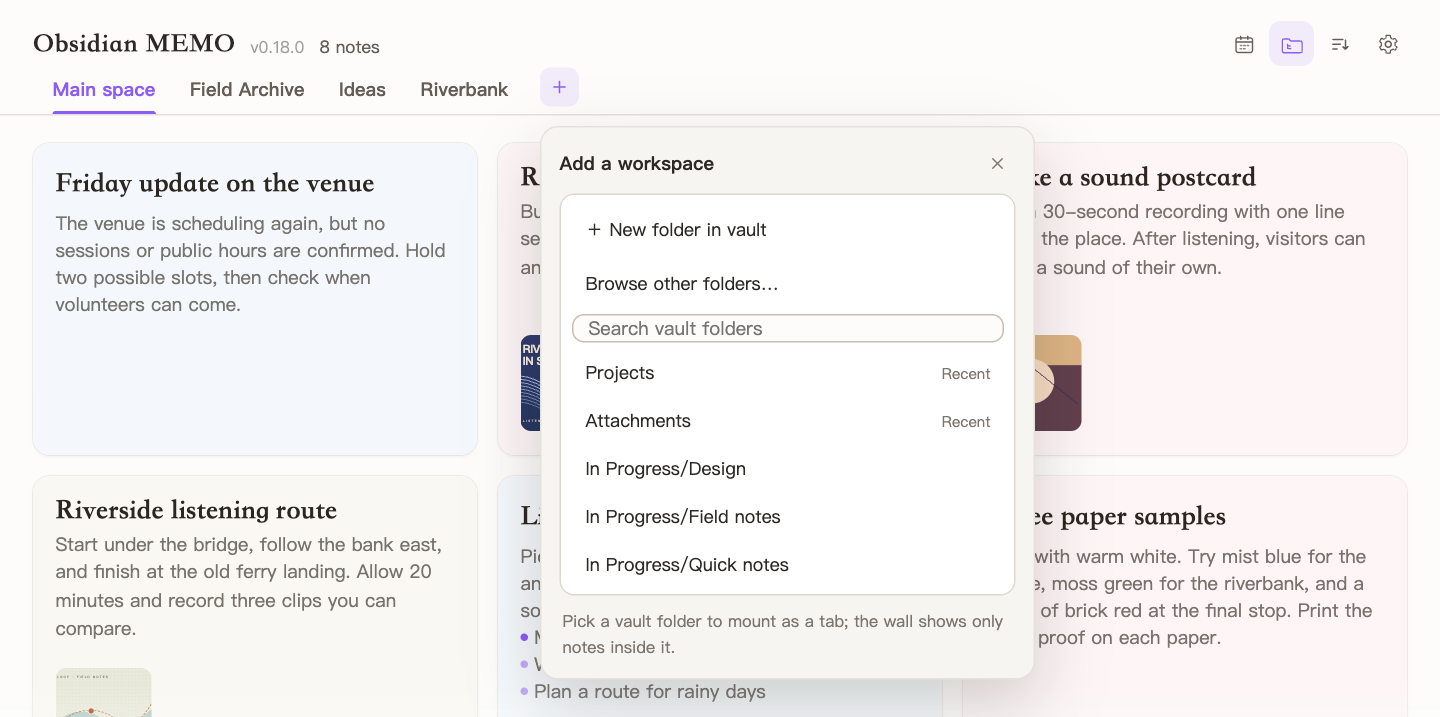 Obsidian MEMO v0.18.0 8 notes
Main space Field Archive Ideas Riverbank +
Add a workspace
+ New folder in vault
Browse other folders...
Search vault folders
Projects Recent
Attachments Recent
In Progress/Design
In Progress/Field notes
In Progress/Quick notes
Pick a vault folder to mount as a tab; the wall shows only
notes inside it.
Friday update on the venue
The venue is scheduling again, but no
sessions or public hours are confirmed. Hold
two possible slots, then check when
volunteers can come.
a sound postcard
30–second recording with one line
the place. After listening, visitors can
a sound of their own.
Riverside listening route
Start under the bridge, follow the bank east,
and finish at the old ferry landing. Allow 20
minutes and record three clips you can
compare.
FIELD NOTES
Plan a route for rainy days
paper samples
with warm white. Try mist blue for the
moss green for the riverbank, and a
of brick red at the final stop. Print the
proof on each paper.